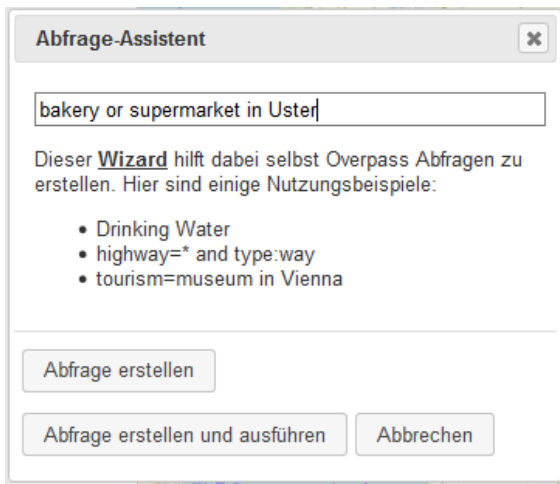 Abfrage-Assistent
bakery or supermarket in Uster
Dieser Wizard hilft dabei selbst Overpass Abfragen zu
erstellen. Hier sind einige Nutzungsbeispiele:
• Drinking Water
• highway=* and type:way
• tourism=museum in Vienna
Abfrage erstellen
Abfrage erstellen und ausführen Abbrechen